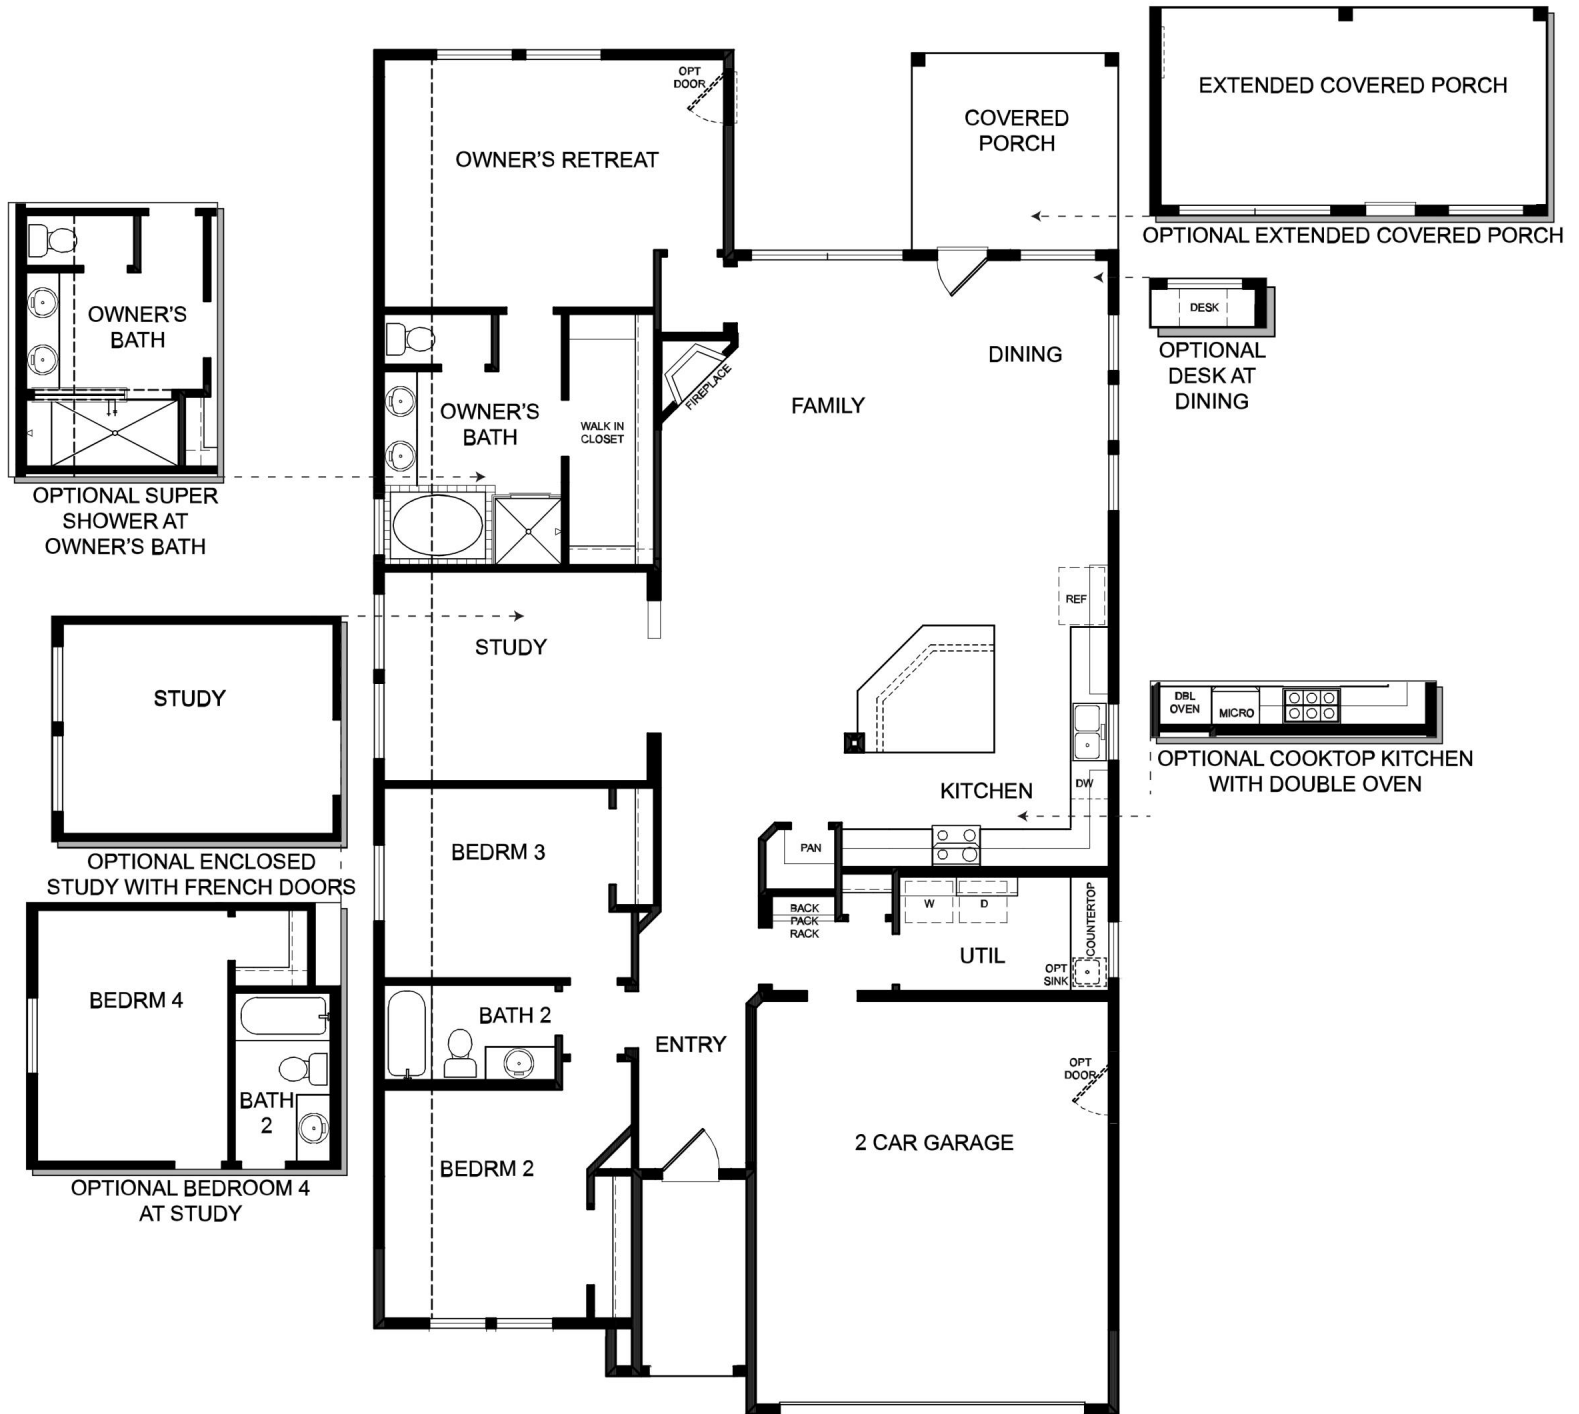 OPT
DOOR
OWNER'S RETREAT
COVERED
PORCH
EXTENDED COVERED PORCH
OPTIONAL EXTENDED COVERED PORCH
OWNER'S
BATH
OPTIONAL SUPER
SHOWER AT
OWNER'S BATH
DESK
OPTIONAL
DESK AT
DINING
DINING
FAMILY
FIREPLACE
OWNER'S
BATH
WALK IN
CLOSET
REF
STUDY
STUDY
OPTIONAL ENCLOSED
STUDY WITH FRENCH DOORS
DBL
OVEN
MICRO
OPTIONAL COOKTOP KITCHEN
WITH DOUBLE OVEN
KITCHEN
DW
PAN
BEDRM 3
BACK
PACK
RACK
W
D
COUNTERTOP
UTIL
OPT
SINK
BEDRM 4
BATH
2
OPTIONAL BEDROOM 4
AT STUDY
BATH 2
ENTRY
OPT
DOOR
2 CAR GARAGE
BEDRM 2